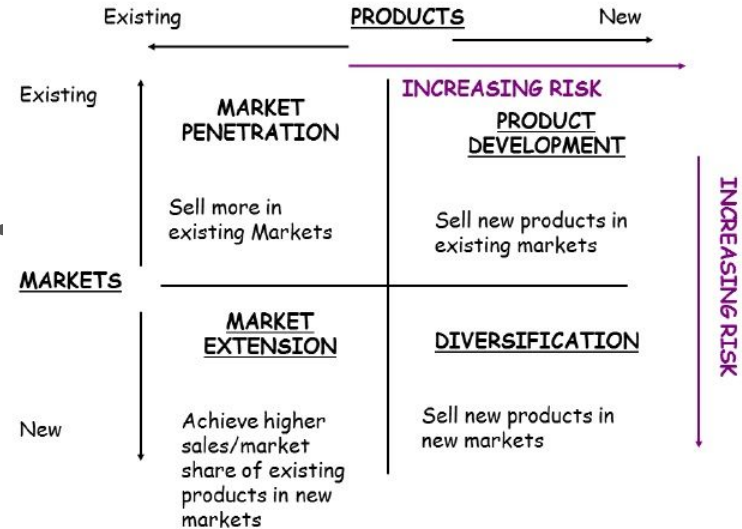 Existing
PRODUCTS
New
INCREASING RISK
Existing
MARKET
PENETRATION
PRODUCT
DEVELOPMENT
Sell more in
existing Markets
Sell new products in
existing markets
INCREASING RISK
MARKETS
MARKET
EXTENSION
DIVERSIFICATION
New
Achieve higher
sales/market
share of existing
products in new
markets
Sell new products in
new markets